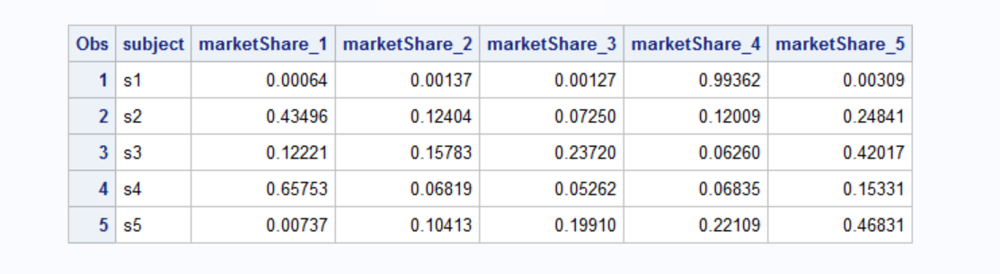 Obs subject marketShare_1 marketShare_2 marketShare_3 marketShare_4 marketShare_5
1 s1 0.00064 0.00137 0.00127 0.99362 0.00309
2 s2 0.43496 0.12404 0.07250 0.12009 0.24841
3 s3 0.12221 0.15783 0.23720 0.06260 0.42017
4 s4 0.65753 0.06819 0.05262 0.06835 0.15331
5 s5 0.00737 0.10413 0.19910 0.22109 0.46831